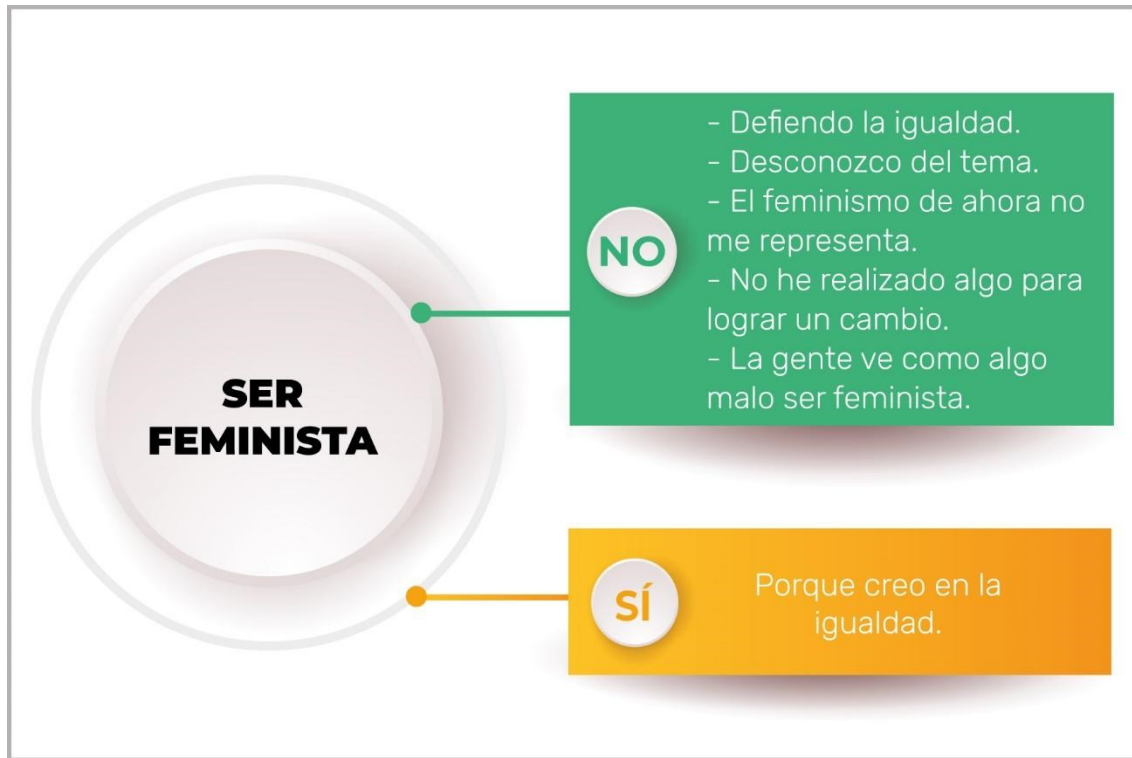 SER
FEMINISTA
NO
- Defiendo la igualdad.
- Desconozco del tema.
- El feminismo de ahora no
me representa.
- No he realizado algo para
lograr un cambio.
- La gente ve como algo
malo ser feminista.
SÍ
Porque creo en la
igualdad.